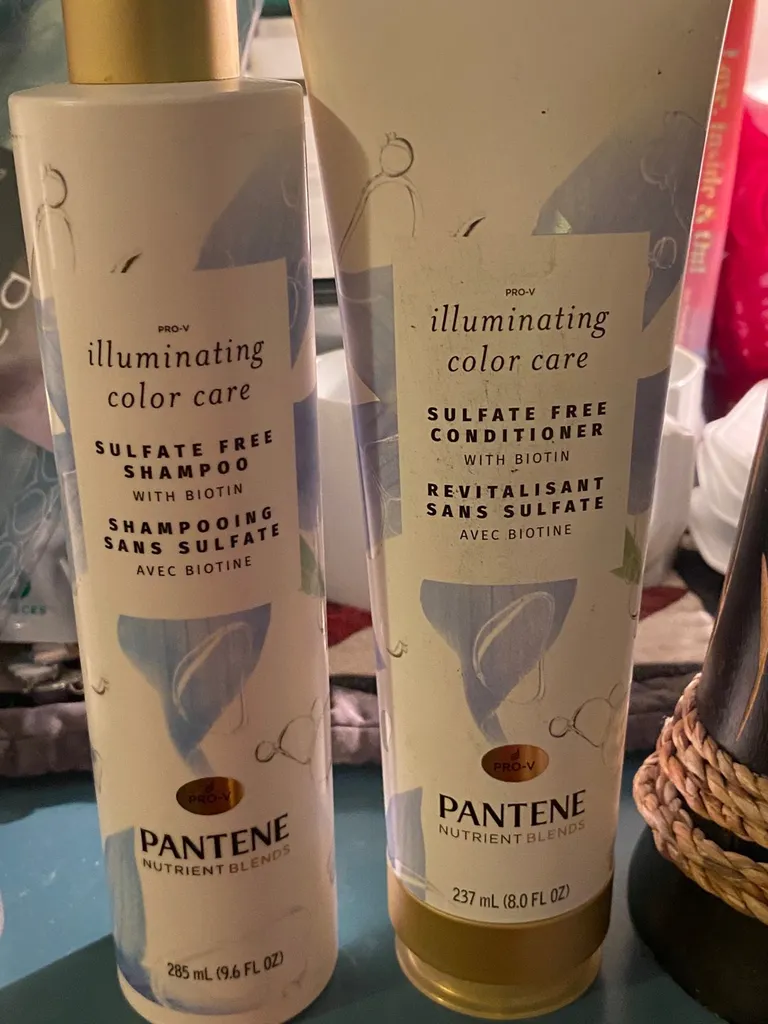 PRO-V
illuminating
color care
SULFATE FREE
SHAMPOO
WITH BIOTIN
SHAMPOOING
SANS SULFATE
AVEC BIOTINE
PRO-V
PANTENE
NUTRIENT BLENDS
285 mL (9.6 FL OZ)
PRO-V
illuminating
color care
SULFATE FREE
CONDITIONER
WITH BIOTIN
REVITALISANT
SANS SULFATE
AVEC BIOTINE
PRO-V
PANTENE
NUTRIENT BLENDS
237 mL (8.0 FL OZ)